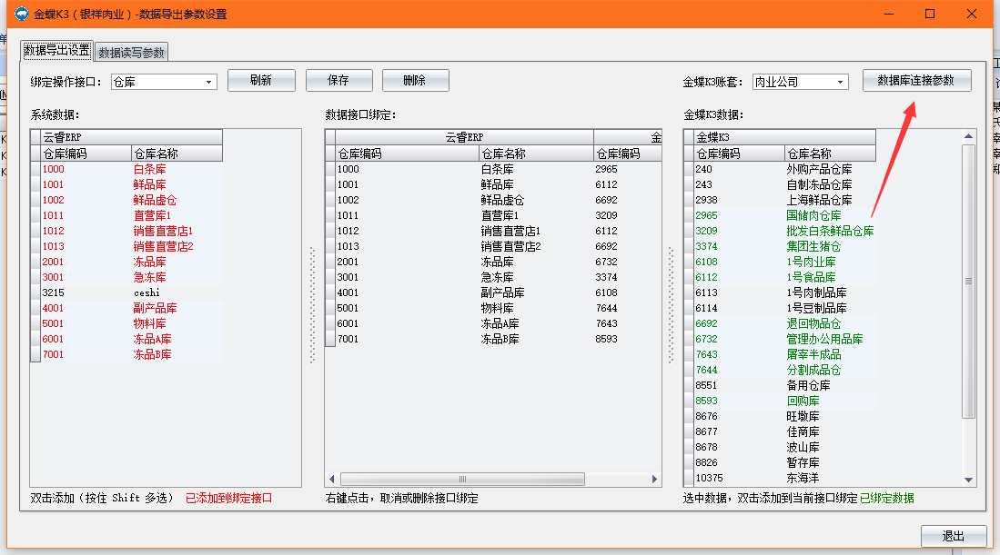 金蝶K3（银祥肉业）-数据导出参数设置
数据导出设置 数据读写参数
绑定操作接口： 仓库 刷新 保存 删除 金蝶K3账套： 肉业公司 数据库连接参数
系统数据： 数据接口绑定： 金蝶K3数据：
云睿ERP
仓库编码 仓库名称
1000 白条库
1001 鲜品库
1002 鲜品虚仓
1011 直营库1
1012 销售直营店1
1013 销售直营店2
2001 冻品库
3001 急冻库
3215 ceshi
4001 副产品库
5001 物料库
6001 冻品A库
7001 冻品B库
云睿ERP 金
仓库编码 仓库名称 仓库编码
1000 白条库 2965
1001 鲜品库 6112
1002 鲜品虚仓 6692
1011 直营库1 3209
1012 销售直营店1 6112
1013 销售直营店2 6692
2001 冻品库 6732
3001 急冻库 3374
4001 副产品库 6108
5001 物料库 7644
6001 冻品A库 7643
7001 冻品B库 8593
金蝶K3
仓库编码 仓库名称
240 外购产品仓库
243 自制冻品仓库
2938 上海鲜品仓库
2965 国储肉仓库
3209 批发白条鲜品仓库
3374 集团生猪仓
6108 1号肉业库
6112 1号食品库
6113 1号肉制品库
6114 1号豆制品库
6692 退回物品仓
6732 管理办公用品库
7643 屠宰半成品
7644 分割成品仓
8551 备用仓库
8593 回购库
8676 旺墩库
8677 佳商库
8678 波山库
8826 暂存库
10375 东海洋
双击添加（按住 Shift 多选） 已添加到绑定接口
右键点击，取消或删除接口绑定
选中数据，双击添加到当前接口绑定 已绑定数据
退出